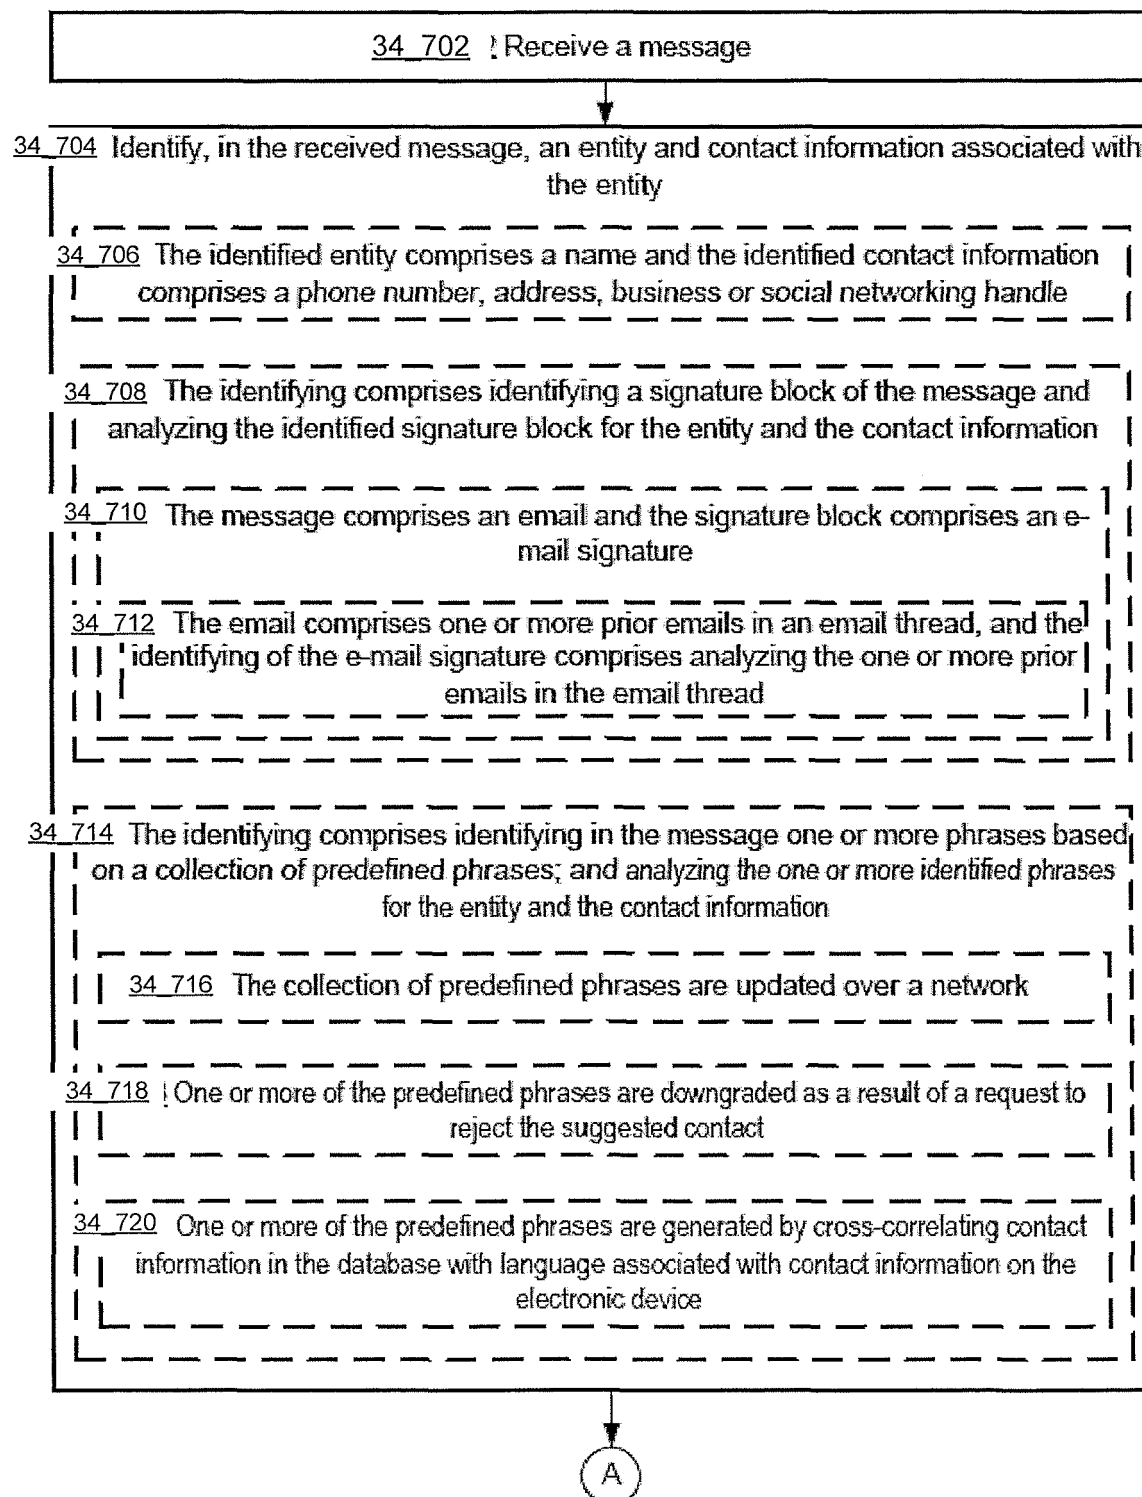 34_702 Receive a message
34_704 Identify, in the received message, an entity and contact information associated with
the entity
34_706 The identified entity comprises a name and the identified contact information
comprises a phone number, address, business or social networking handle
34_708 The identifying comprises identifying a signature block of the message and
analyzing the identified signature block for the entity and the contact information
34_710 The message comprises an email and the signature block comprises an e-
mail signature
34_712 The email comprises one or more prior emails in an email thread, and the
identifying of the e-mail signature comprises analyzing the one or more prior
emails in the email thread
34_714 The identifying comprises identifying in the message one or more phrases based
on a collection of predefined phrases; and analyzing the one or more identified phrases
for the entity and the contact information
34_716 The collection of predefined phrases are updated over a network
34_718 One or more of the predefined phrases are downgraded as a result of a request to
reject the suggested contact
34_720 One or more of the predefined phrases are generated by cross-correlating contact
information in the database with language associated with contact information on the
electronic device
A